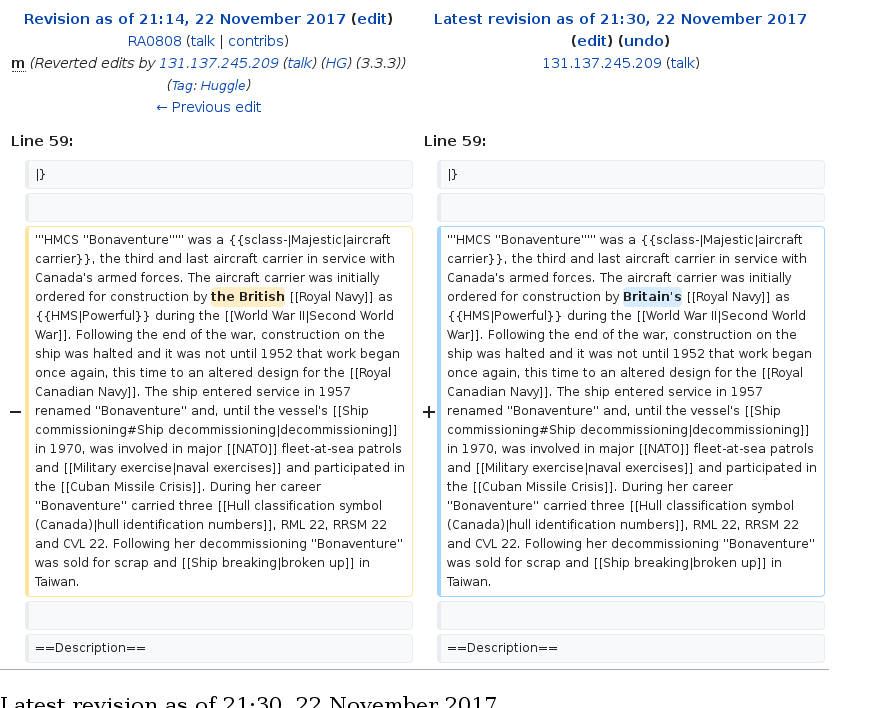 Revision as of 21:14, 22 November 2017 (edit)
RA0808 (talk | contribs)
m (Reverted edits by 131.137.245.209 (talk) (HG) (3.3.3))
(Tag: Huggle)
← Previous edit
Latest revision as of 21:30, 22 November 2017
(edit) (undo)
131.137.245.209 (talk)
Line 59:
Line 59:
|}
|}
−
'''HMCS ''Bonaventure''''' was a {{sclass-|Majestic|aircraft
carrier}}, the third and last aircraft carrier in service with
Canada's armed forces. The aircraft carrier was initially
ordered for construction by the British [[Royal Navy]] as
{{HMS|Powerful}} during the [[World War II|Second World
War]]. Following the end of the war, construction on the
ship was halted and it was not until 1952 that work began
once again, this time to an altered design for the [[Royal
Canadian Navy]]. The ship entered service in 1957
renamed ''Bonaventure'' and, until the vessel's [[Ship
commissioning#Ship decommissioning|decommissioning]]
in 1970, was involved in major [[NATO]] fleet-at-sea patrols
and [[Military exercise|naval exercises]] and participated in
the [[Cuban Missile Crisis]]. During her career
''Bonaventure'' carried three [[Hull classification symbol
(Canada)|hull identification numbers]], RML 22, RRSM 22
and CVL 22. Following her decommissioning ''Bonaventure''
was sold for scrap and [[Ship breaking|broken up]] in
Taiwan.
+
'''HMCS ''Bonaventure''''' was a {{sclass-|Majestic|aircraft
carrier}}, the third and last aircraft carrier in service with
Canada's armed forces. The aircraft carrier was initially
ordered for construction by Britain's [[Royal Navy]] as
{{HMS|Powerful}} during the [[World War II|Second World
War]]. Following the end of the war, construction on the
ship was halted and it was not until 1952 that work began
once again, this time to an altered design for the [[Royal
Canadian Navy]]. The ship entered service in 1957
renamed ''Bonaventure'' and, until the vessel's [[Ship
commissioning#Ship decommissioning|decommissioning]]
in 1970, was involved in major [[NATO]] fleet-at-sea patrols
and [[Military exercise|naval exercises]] and participated in
the [[Cuban Missile Crisis]]. During her career
''Bonaventure'' carried three [[Hull classification symbol
(Canada)|hull identification numbers]], RML 22, RRSM 22
and CVL 22. Following her decommissioning ''Bonaventure''
was sold for scrap and [[Ship breaking|broken up]] in
Taiwan.
==Description==
==Description==
Latest revision as of 21:30, 22 November 2017